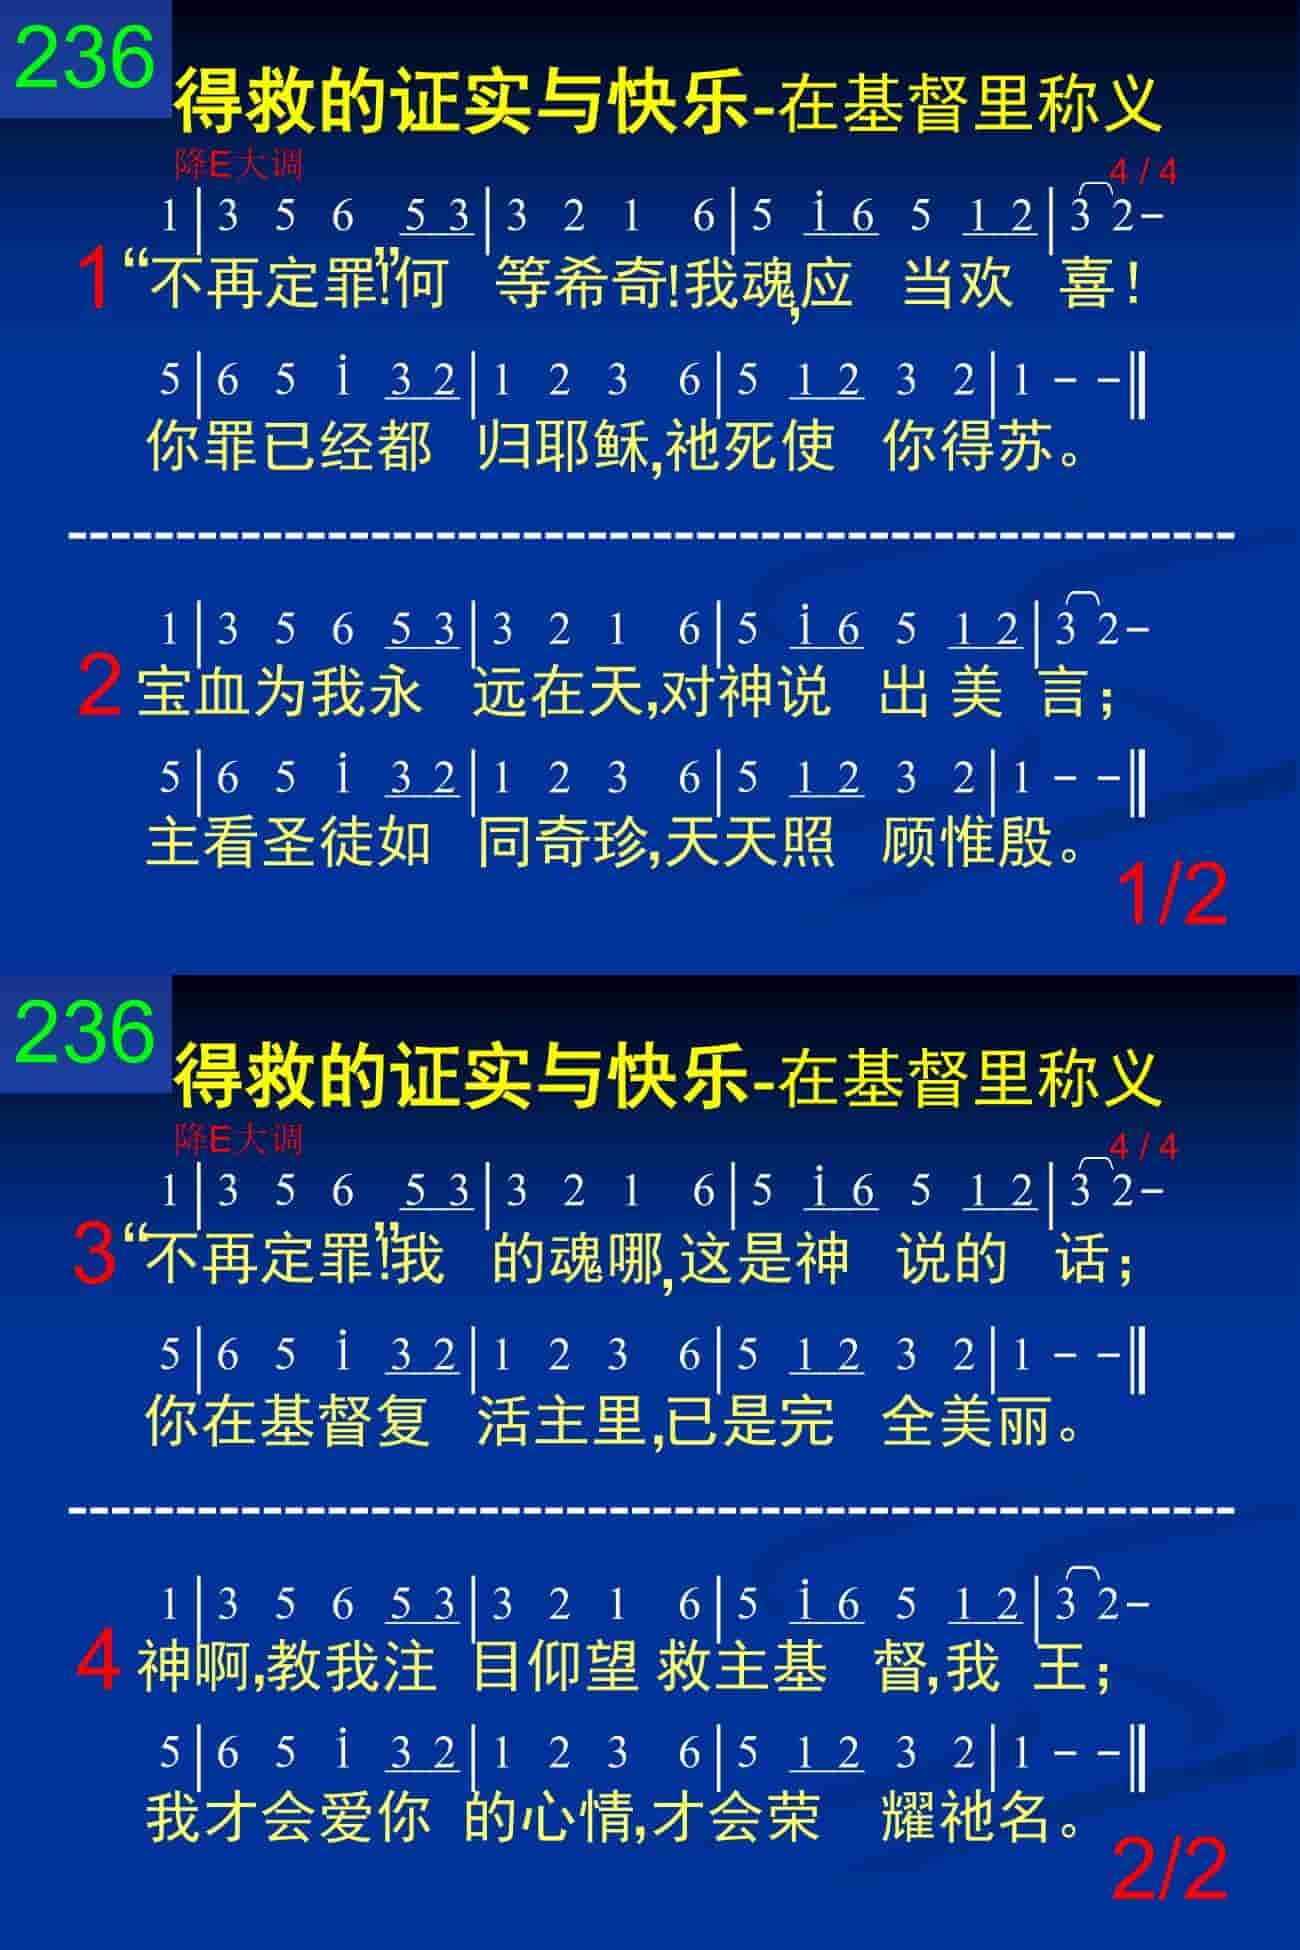 236
得救的证实与快乐-在基督里称义
降E大调 4 / 4
1|3 5 6 5 3|3 2 1 6|5 i 6 5 1 2|3 2–
1 “不再定罪!”何 等希奇!我魂,应 当欢 喜!
5|6 5 i 3 2|1 2 3 6|5 1 2 3 2|1 – –‖
你罪已经都 归耶稣,祂死使 你得苏。
1|3 5 6 5 3|3 2 1 6|5 i 6 5 1 2|3 2–
2 宝血为我永 远在天,对神说 出 美 言;
5|6 5 i 3 2|1 2 3 6|5 1 2 3 2|1 – –‖
主看圣徒如 同奇珍,天天照 顾惟殷。
1/2
236
得救的证实与快乐-在基督里称义
降E大调 4 / 4
1|3 5 6 5 3|3 2 1 6|5 i 6 5 1 2|3 2–
3 “不再定罪!”我 的魂哪,这是神 说的 话;
5|6 5 i 3 2|1 2 3 6|5 1 2 3 2|1 – –‖
你在基督复 活主里,已是完 全美丽。
1|3 5 6 5 3|3 2 1 6|5 i 6 5 1 2|3 2–
4 神啊,教我注 目仰望 救主基 督,我 王;
5|6 5 i 3 2|1 2 3 6|5 1 2 3 2|1 – –‖
我才会爱你 的心情,才会荣 耀祂名。
2/2